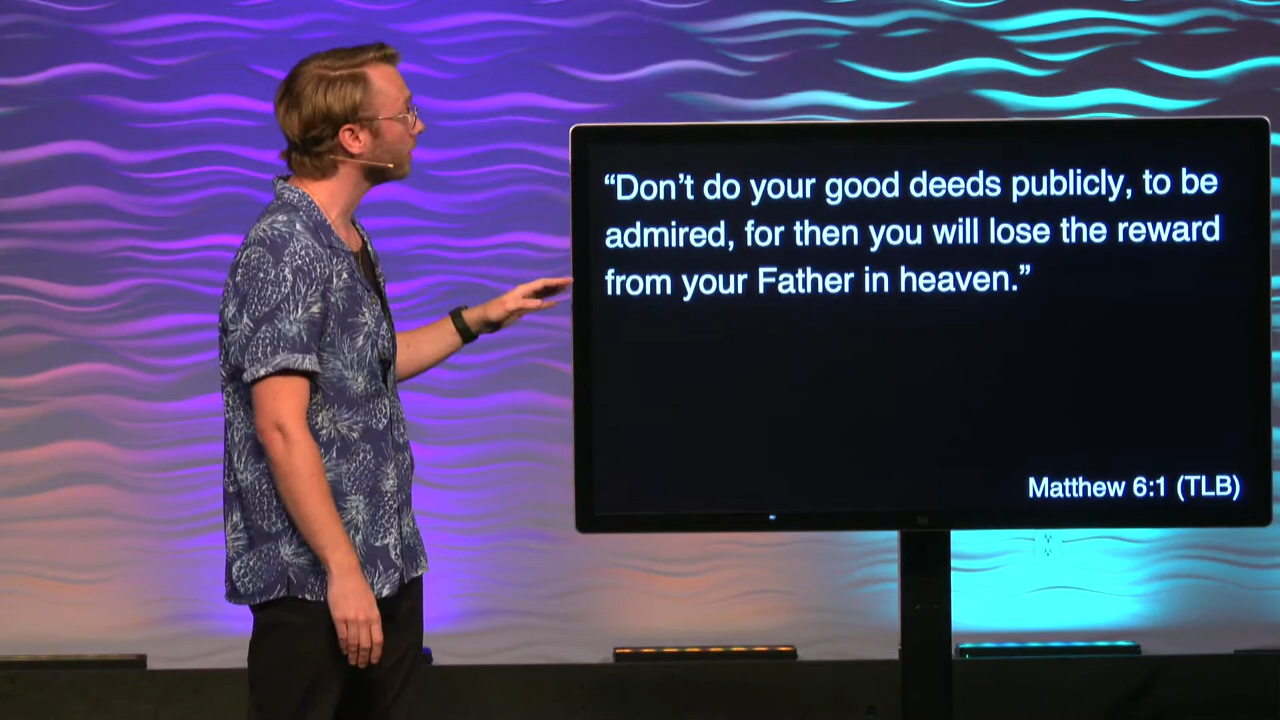 “Don’t do your good deeds publicly, to be
admired, for then you will lose the reward
from your Father in heaven.”
Matthew 6:1 (TLB)